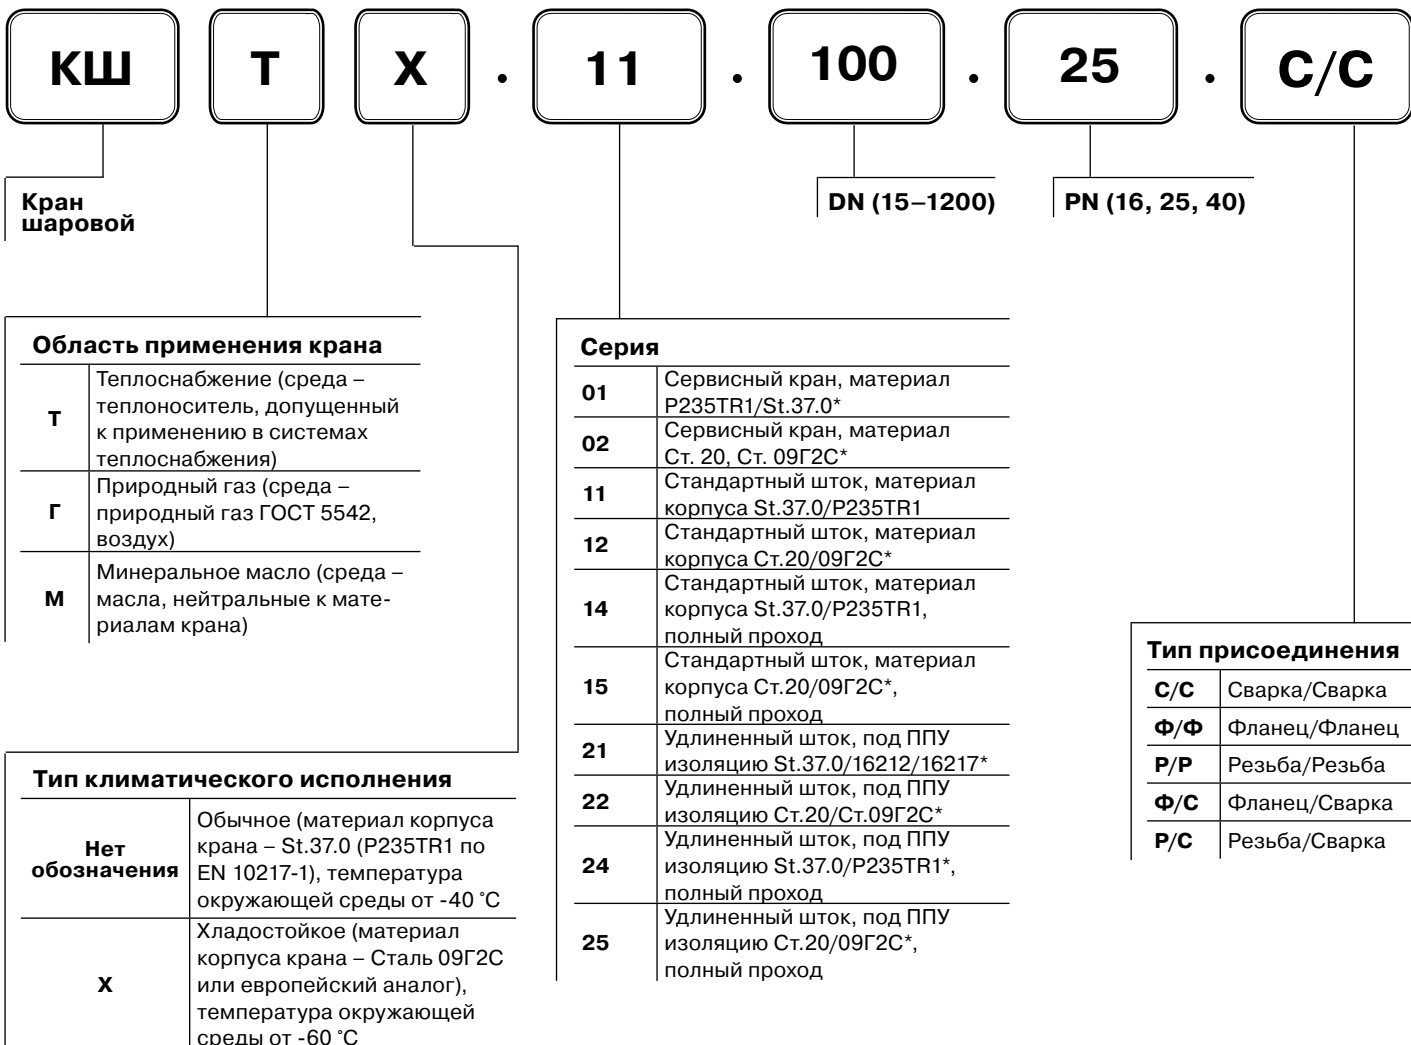 КШ Т Х . 11 . 100 . 25 . С/С
Кран
шаровой
DN (15–1200)
PN (16, 25, 40)
Область применения крана
Т
Теплоснабжение (среда –
теплоноситель, допущенный
к применению в системах
теплоснабжения)
Г
Природный газ (среда –
природный газ ГОСТ 5542,
воздух)
М
Минеральное масло (среда –
масла, нейтральные к мате-
риалам крана)
Тип климатического исполнения
Нет
обозначения
Обычное (материал корпуса
крана – St.37.0 (P235TR1 по
EN 10217-1), температура
окружающей среды от -40 ˚С
Х
Хладостойкое (материал
корпуса крана – Сталь 09Г2С
или европейский аналог),
температура окружающей
среды от -60 ˚С
Серия
01
Сервисный кран, материал
P235TR1/St.37.0*
02
Сервисный кран, материал
Ст. 20, Ст. 09Г2С*
11
Стандартный шток, материал
корпуса St.37.0/P235TR1
12
Стандартный шток, материал
корпуса Ст.20/09Г2С*
14
Стандартный шток, материал
корпуса St.37.0/P235TR1,
полный проход
15
Стандартный шток, материал
корпуса Ст.20/09Г2С*,
полный проход
21
Удлиненный шток, под ППУ
изоляцию St.37.0/16212/16217*
22
Удлиненный шток, под ППУ
изоляцию Ст.20/Ст.09Г2С*
24
Удлиненный шток, под ППУ
изоляцию St.37.0/P235TR1*,
полный проход
25
Удлиненный шток, под ППУ
изоляцию Ст.20/09Г2С*,
полный проход
Тип присоединения
С/С Сварка/Сварка
Ф/Ф Фланец/Фланец
Р/Р Резьба/Резьба
Ф/С Фланец/Сварка
Р/С Резьба/Сварка